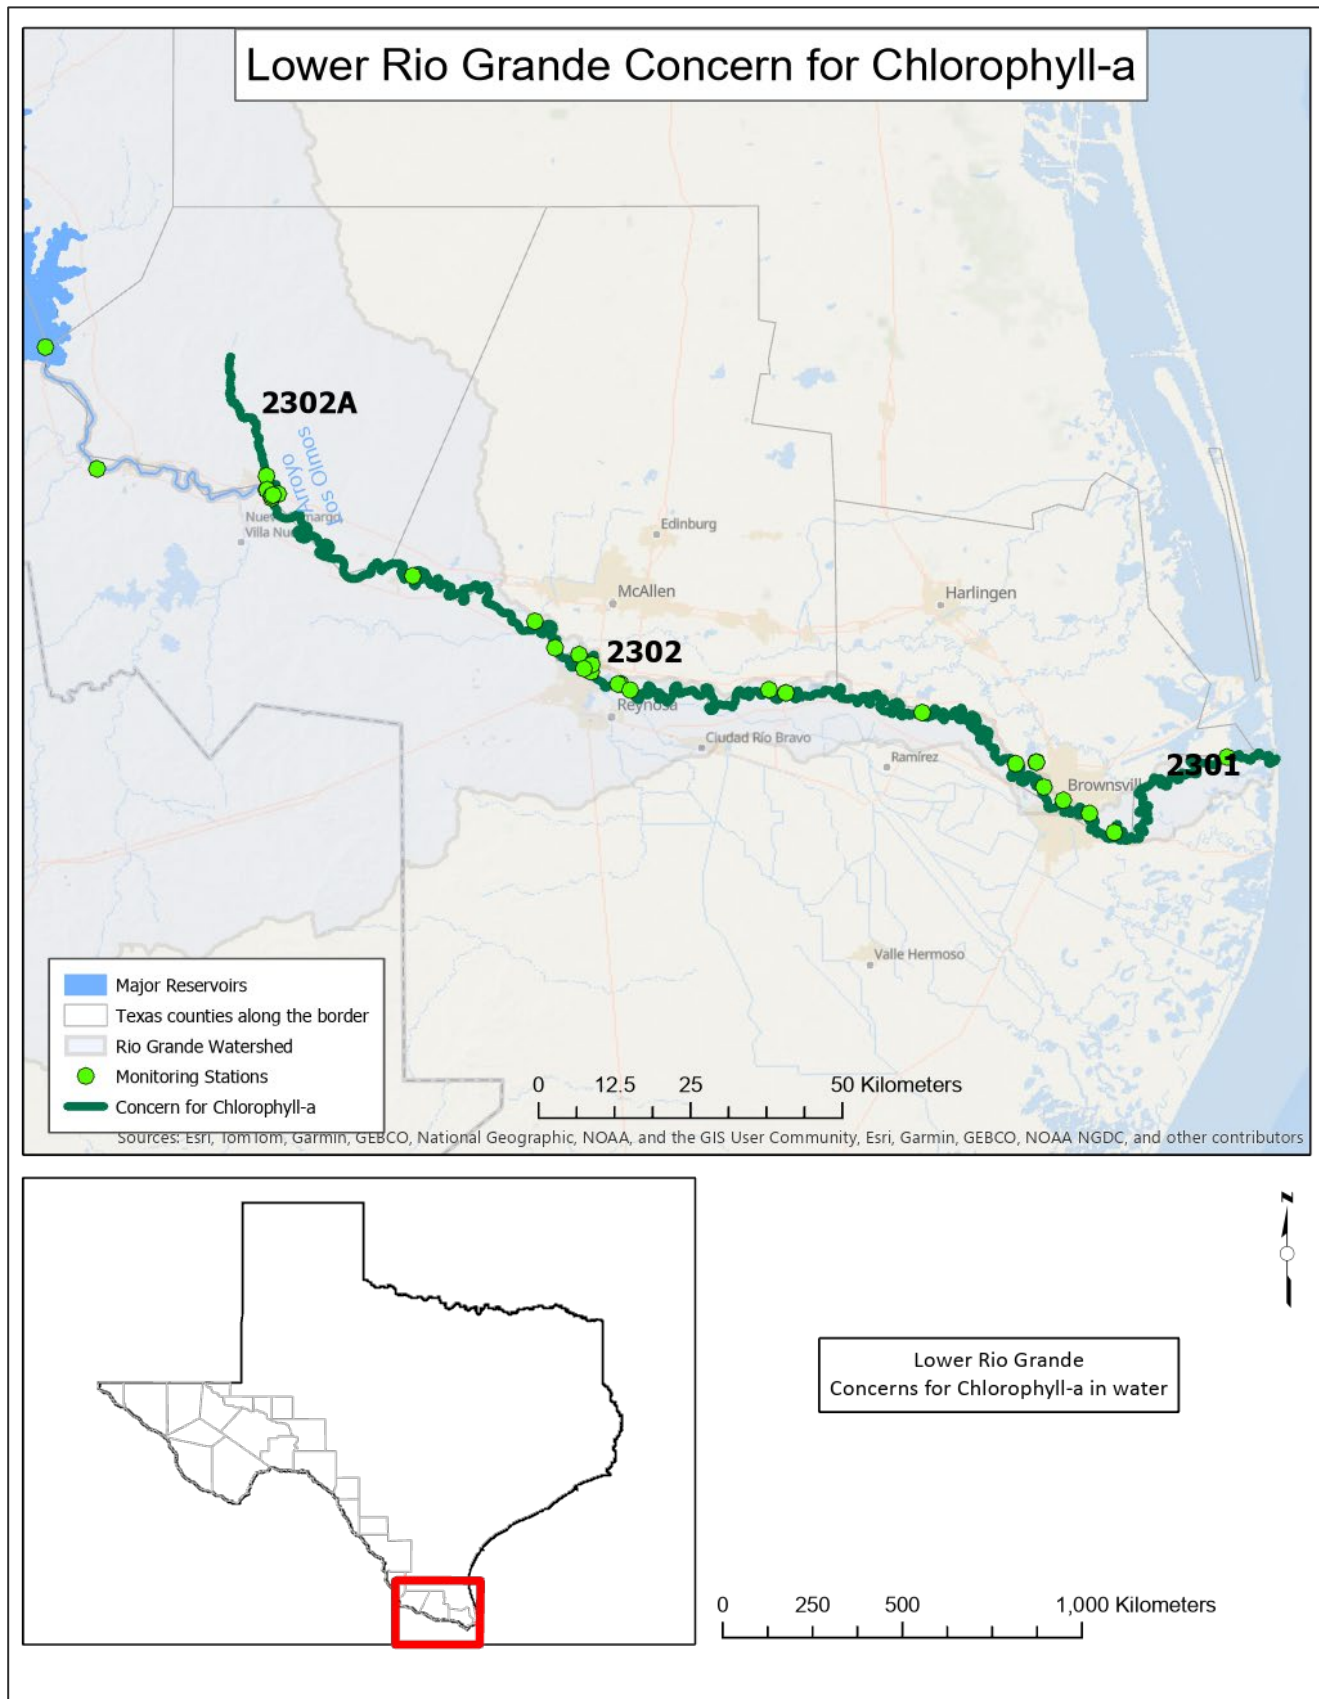 Lower Rio Grande Concern for Chlorophyll-a
2302A
Arroyo
Los Olmos
Villa
Edinburg
McAllen
Harlingen
2302
Reynosa
Ciudad Río Bravo
Ramírez
2301
Brownsvill
Valle Hermoso
Major Reservoirs
Texas counties along the border
Rio Grande Watershed
Monitoring Stations
Concern for Chlorophyll-a
0 12.5 25 50 Kilometers
Sources: Esri, TomTom, Garmin, GEBCO, National Geographic, NOAA, and the GIS User Community, Esri, Garmin, GEBCO, NOAA NGDC, and other contributors
N
Lower Rio Grande
Concerns for Chlorophyll-a in water
0 250 500 1,000 Kilometers